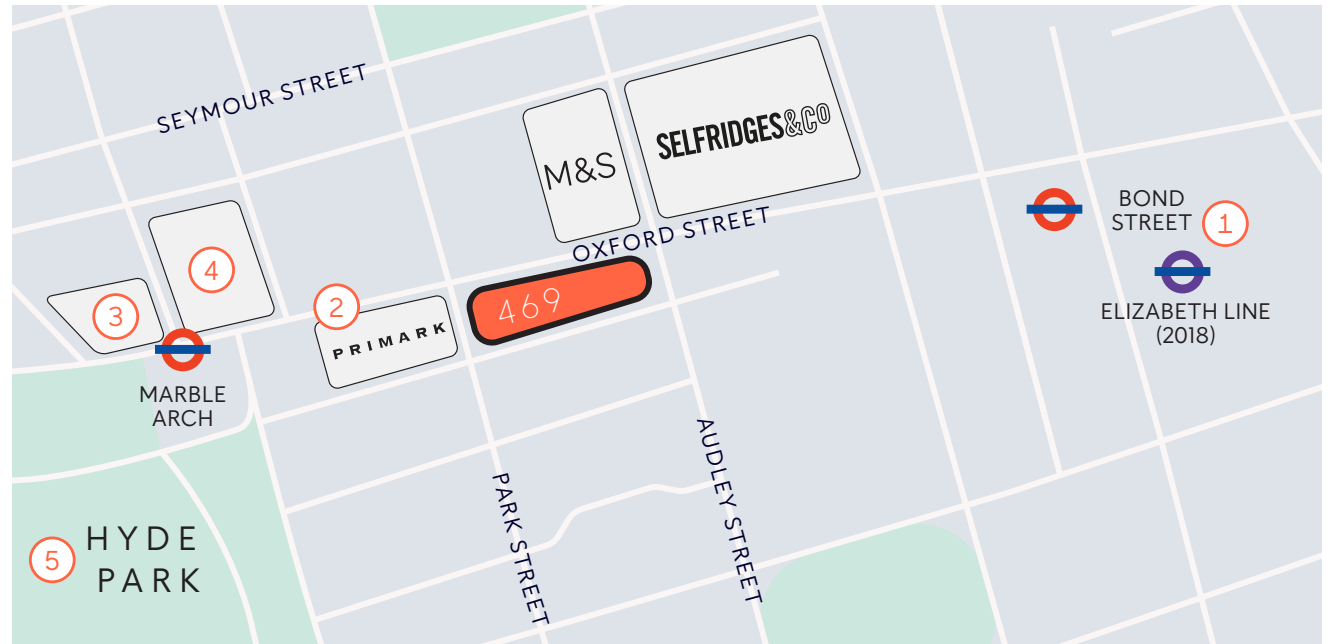 SEYMOUR STREET
SELFRIDGES&CO
M&S
OXFORD STREET
BOND
STREET
1
ELIZABETH LINE
(2018)
4
3
2
PRIMARK
469
MARBLE
ARCH
PARK STREET
AUDLEY STREET
5
HYDE
PARK